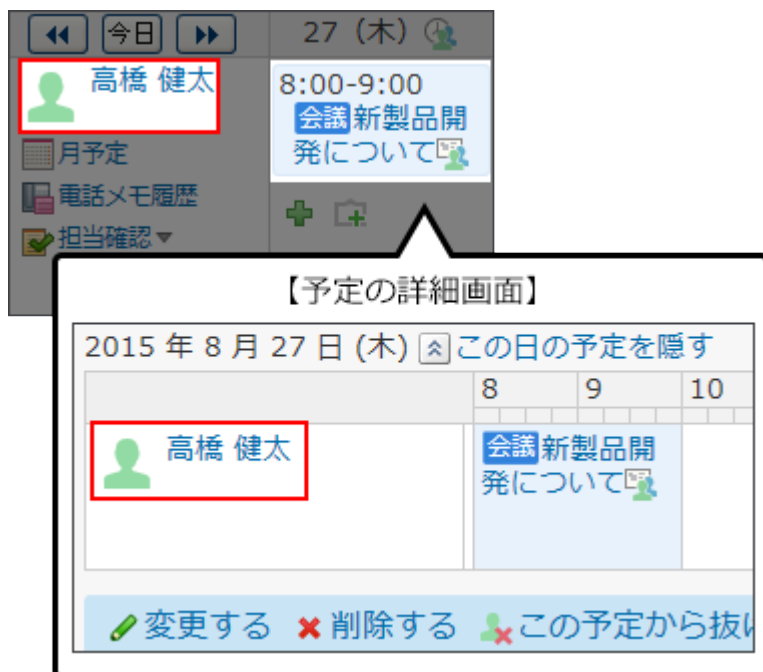 今日 27 (木)
高橋 健太
8:00-9:00
会議 新製品開
発について
月予定
電話メモ履歴
担当確認▼
【予定の詳細画面】
2015 年 8 月 27 日 (木) この日の予定を隠す
8 9 10
高橋 健太
会議 新製品開
発について
変更する 削除する この予定から抜